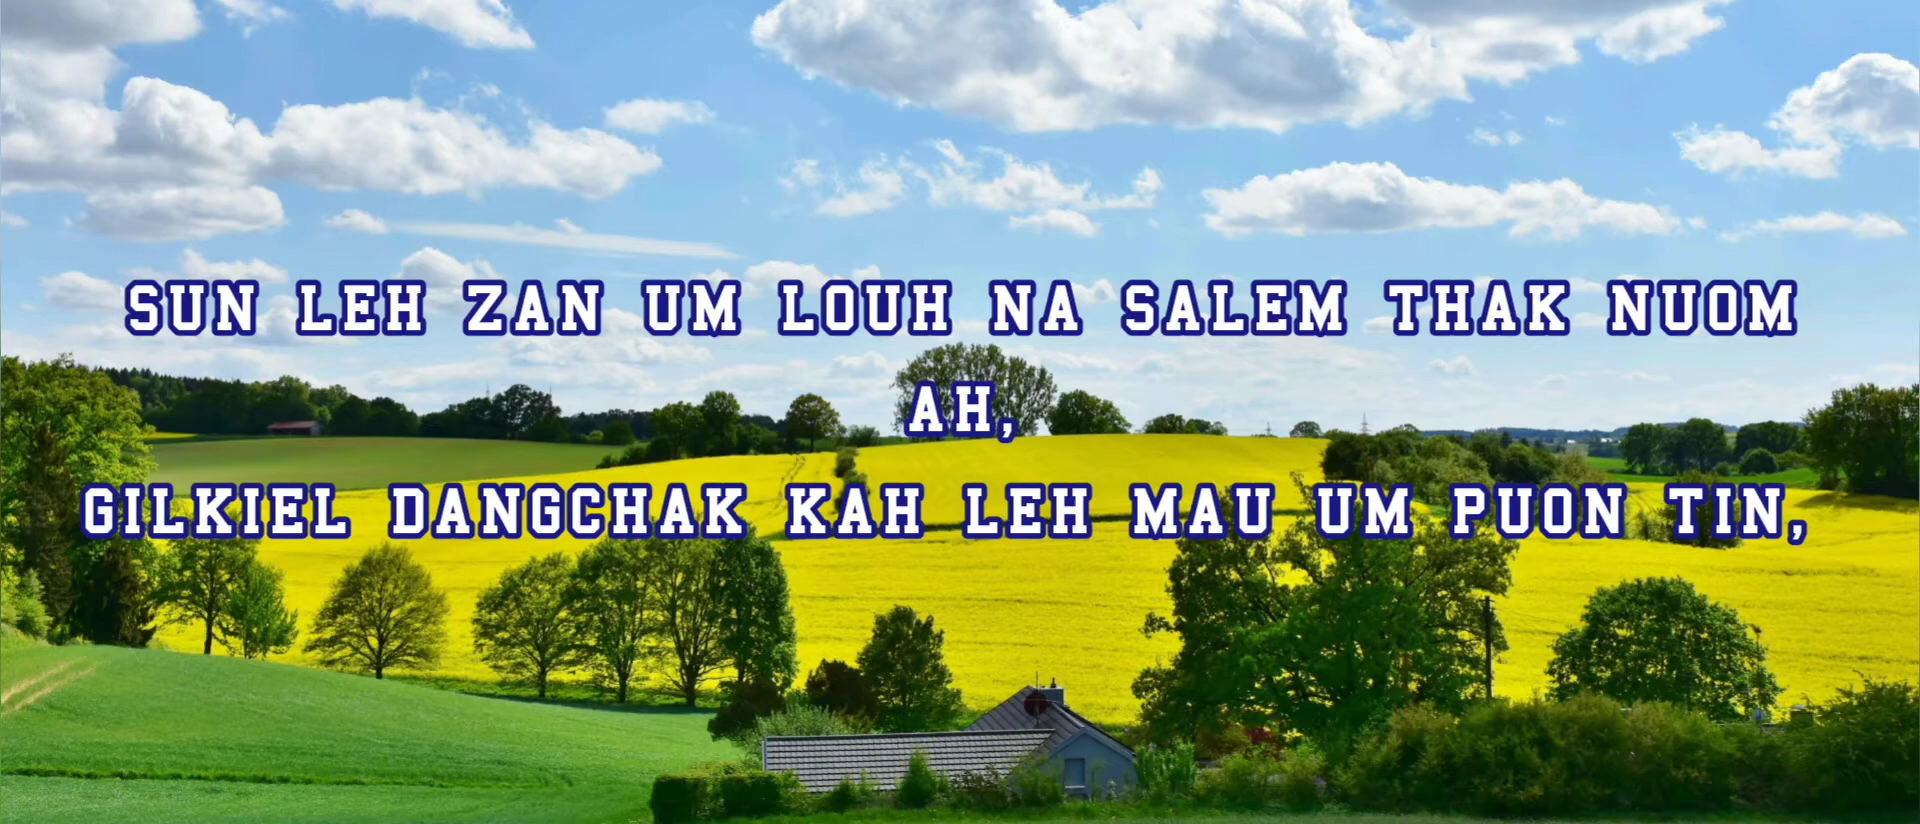 SUN LEH ZAN UM LOUH NA SALEM THAK NUOM
AH,
GILKIEL DANGCHAK KAH LEH MAU UM PUON TIN,